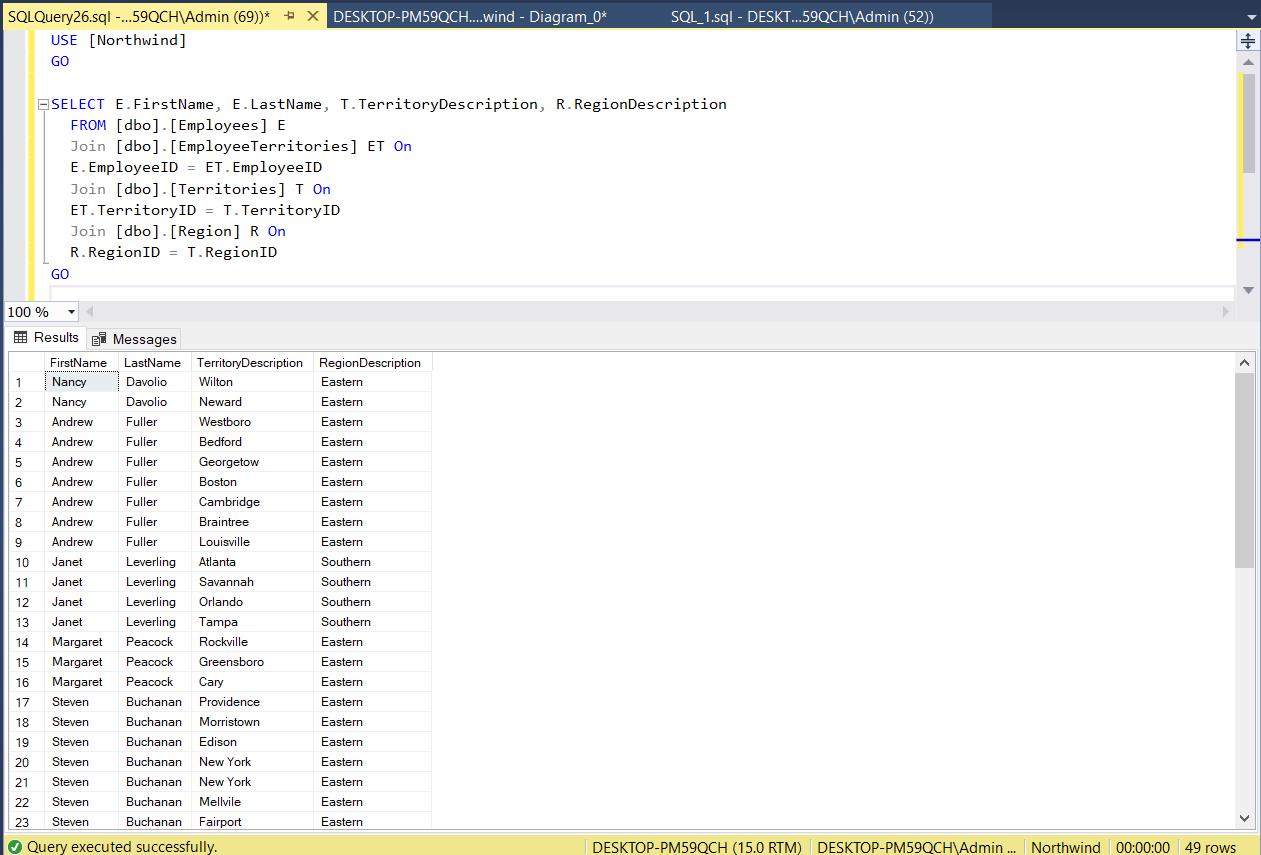 SQLQuery26.sql -...59QCH\Admin (69))* DESKTOP-PM59QCH....wind - Diagram_0* SQL_1.sql - DESKT...59QCH\Admin (52))
USE [Northwind]
GO
SELECT E.FirstName, E.LastName, T.TerritoryDescription, R.RegionDescription
FROM [dbo].[Employees] E
Join [dbo].[EmployeeTerritories] ET On
E.EmployeeID = ET.EmployeeID
Join [dbo].[Territories] T On
ET.TerritoryID = T.TerritoryID
Join [dbo].[Region] R On
R.RegionID = T.RegionID
GO
100 %
Results Messages
FirstName LastName TerritoryDescription RegionDescription
1 Nancy Davolio Wilton Eastern
2 Nancy Davolio Neward Eastern
3 Andrew Fuller Westboro Eastern
4 Andrew Fuller Bedford Eastern
5 Andrew Fuller Georgetow Eastern
6 Andrew Fuller Boston Eastern
7 Andrew Fuller Cambridge Eastern
8 Andrew Fuller Braintree Eastern
9 Andrew Fuller Louisville Eastern
10 Janet Leverling Atlanta Southern
11 Janet Leverling Savannah Southern
12 Janet Leverling Orlando Southern
13 Janet Leverling Tampa Southern
14 Margaret Peacock Rockville Eastern
15 Margaret Peacock Greensboro Eastern
16 Margaret Peacock Cary Eastern
17 Steven Buchanan Providence Eastern
18 Steven Buchanan Morristown Eastern
19 Steven Buchanan Edison Eastern
20 Steven Buchanan New York Eastern
21 Steven Buchanan New York Eastern
22 Steven Buchanan Mellvile Eastern
23 Steven Buchanan Fairport Eastern
Query executed successfully. DESKTOP-PM59QCH (15.0 RTM) DESKTOP-PM59QCH\Admin ... Northwind 00:00:00 49 rows